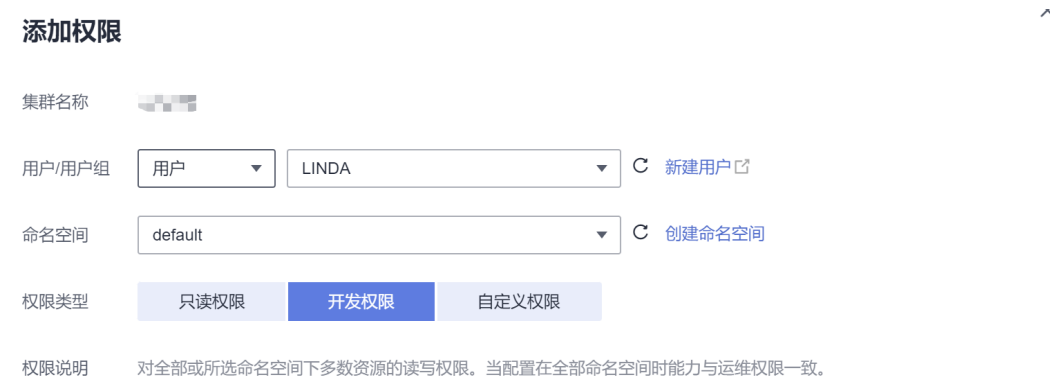 添加权限
集群名称
用户/用户组 用户 LINDA 新建用户
命名空间 default 创建命名空间
权限类型 只读权限 开发权限 自定义权限
权限说明 对全部或所选命名空间下多数资源的读写权限。当配置在全部命名空间时能力与运维权限一致。